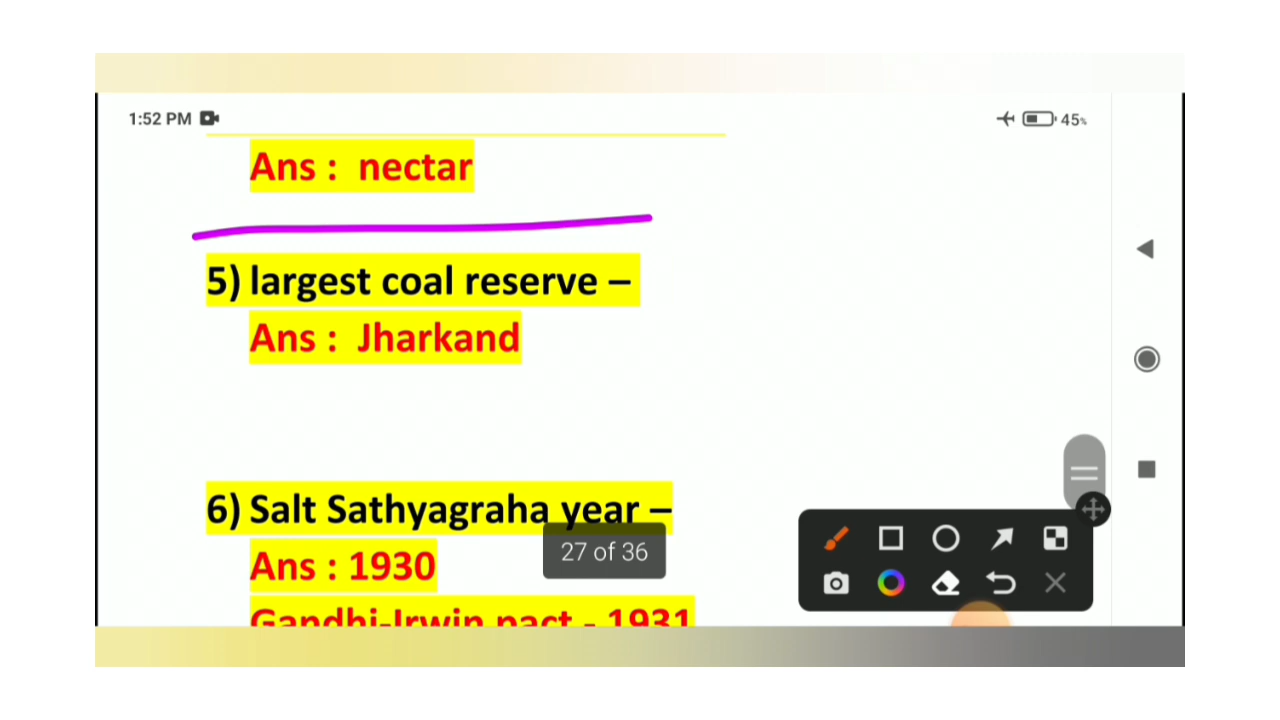 1:52 PM
45%
Ans : nectar
5) largest coal reserve –
Ans : Jharkand
6) Salt Sathyagraha year –
27 of 36
Ans : 1930
Gandhi-Irwin pact - 1931